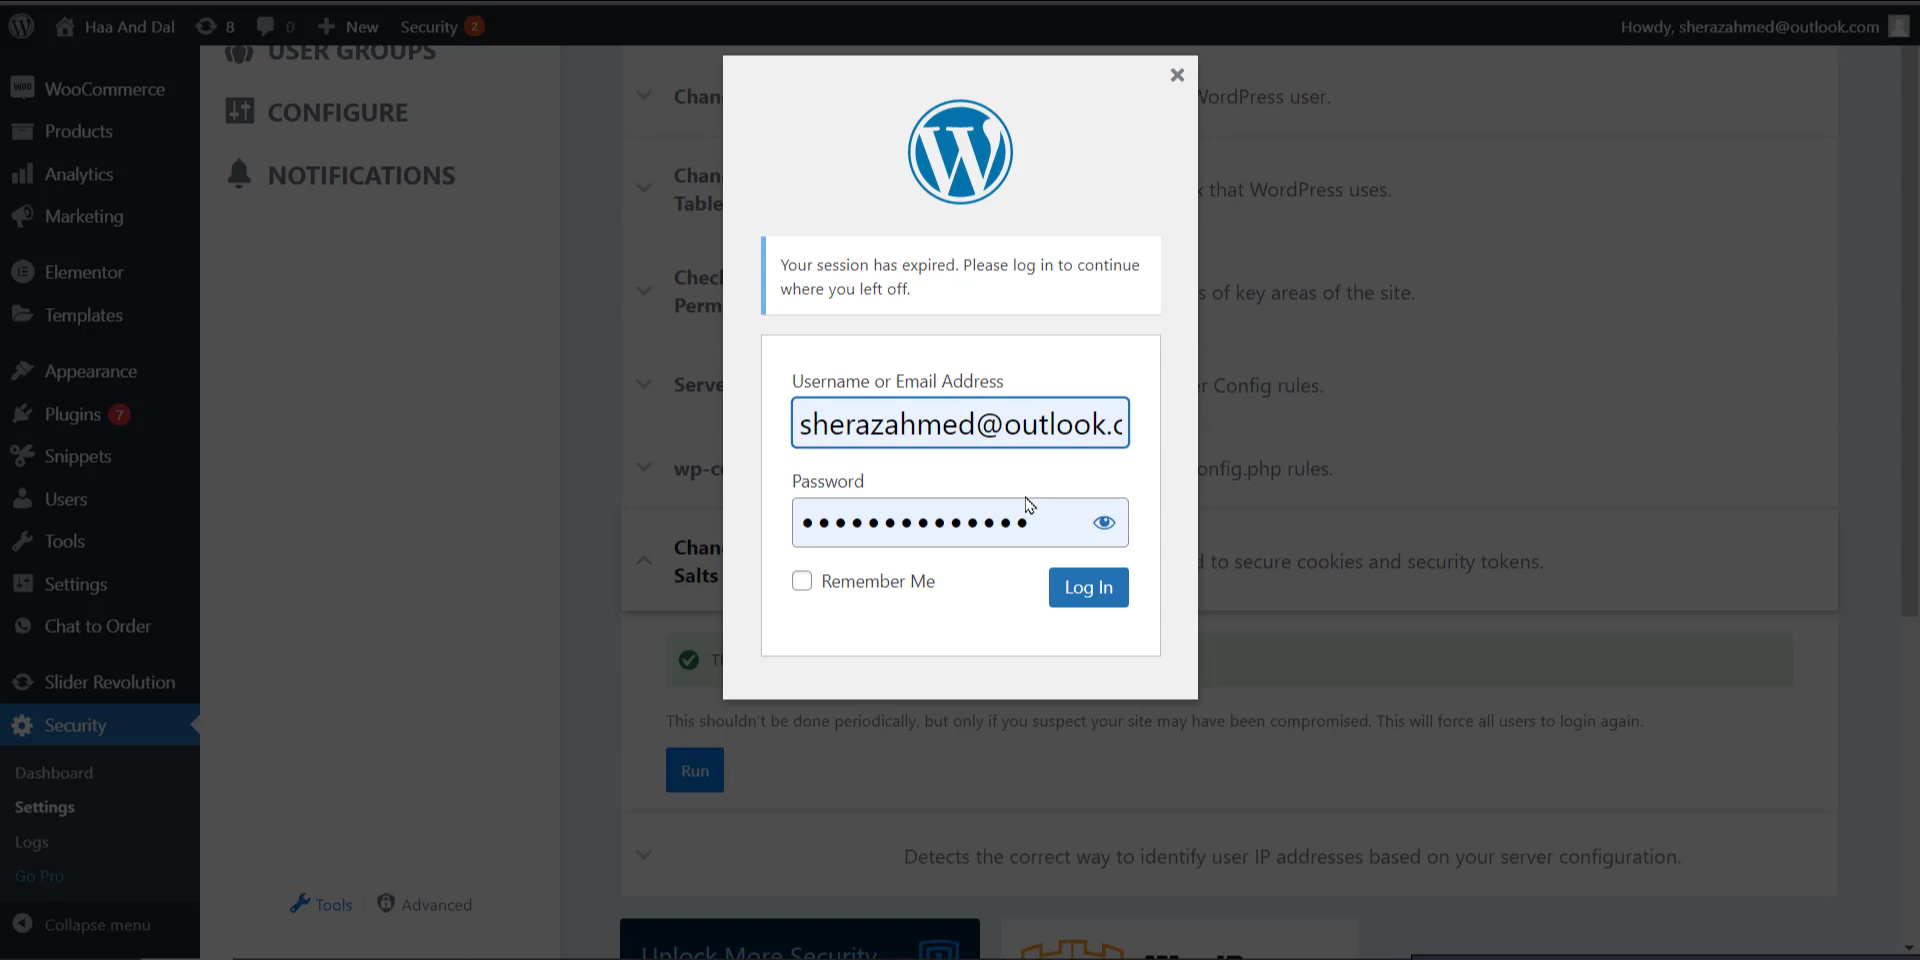 Haa And Dal
8
0
New
Security 2
Howdy, sherazahmed@outlook.com
WooCommerce
Products
Analytics
Marketing
Elementor
Templates
Appearance
Plugins 7
Snippets
Users
Tools
Settings
Chat to Order
Slider Revolution
Security
Dashboard
Settings
Logs
Go Pro
Collapse menu
USER GROUPS
CONFIGURE
NOTIFICATIONS
Tools
Advanced
WordPress user.
Table
that WordPress uses.
s of key areas of the site.
r Config rules.
onfig.php rules.
Salts
to secure cookies and security tokens.
This shouldn't be done periodically, but only if you suspect your site may have been compromised. This will force all users to login again.
Run
Detects the correct way to identify user IP addresses based on your server configuration.
Unlock More Security
Your session has expired. Please log in to continue
where you left off.
Username or Email Address
sherazahmed@outlook.c
Password
Remember Me
Log In